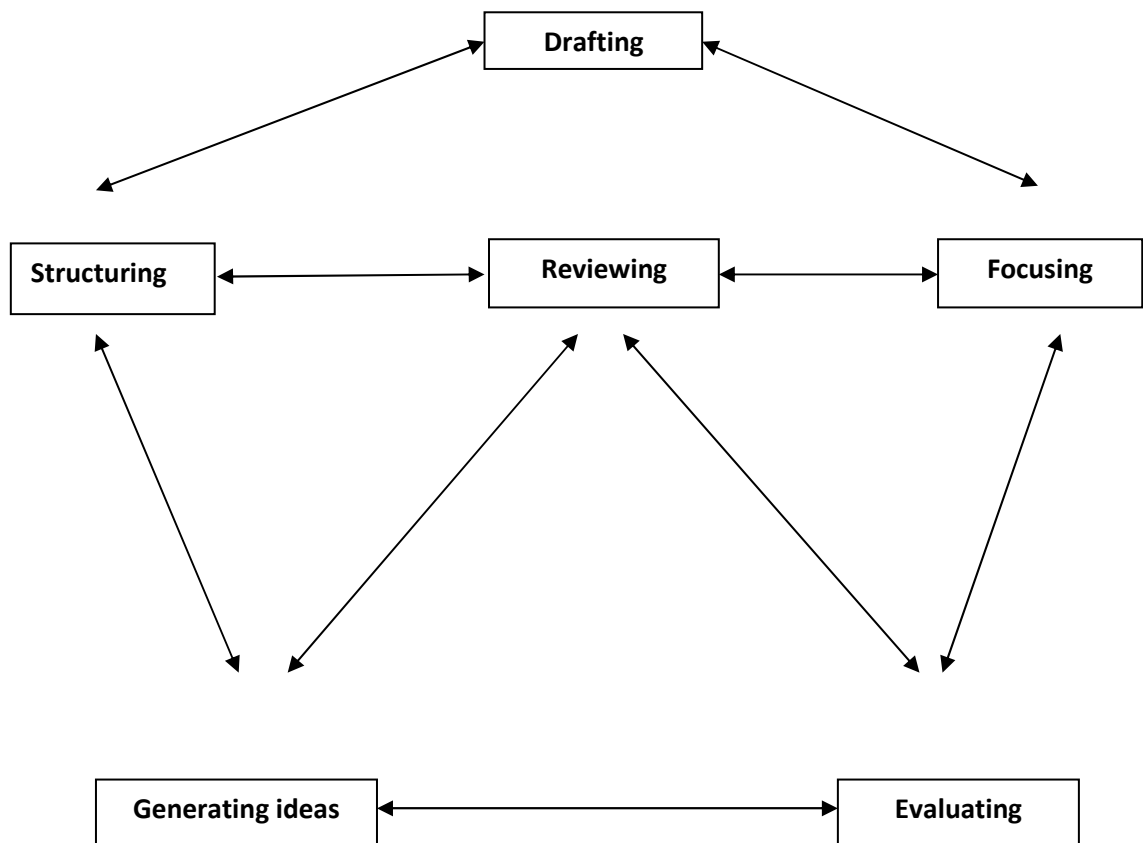 Drafting
Structuring
Reviewing
Focusing
Generating ideas
Evaluating